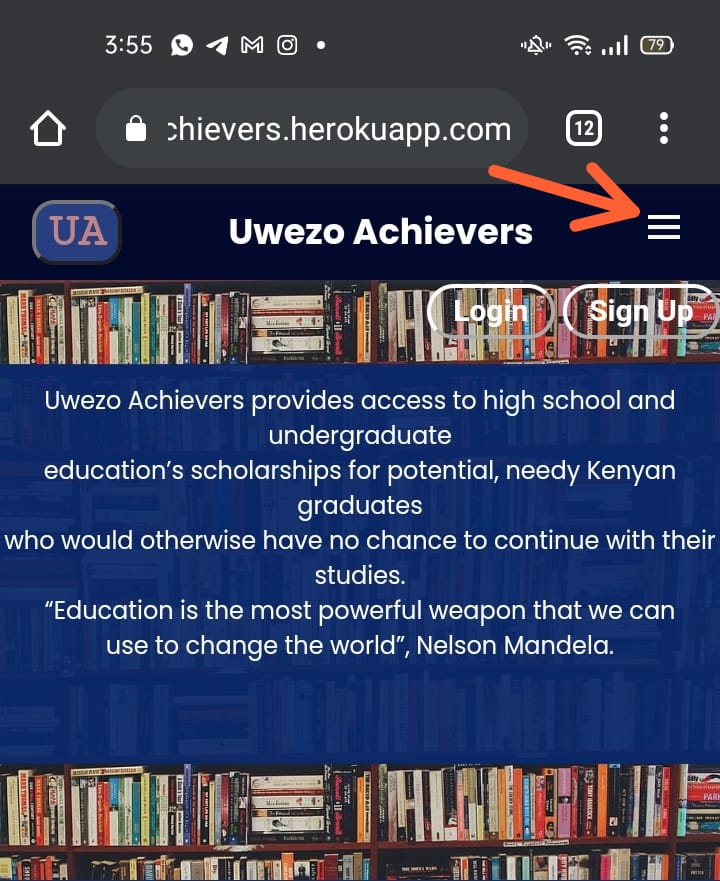 3:55
79
chievers.herokuapp.com
12
UA
Uwezo Achievers
Login
Sign Up
Uwezo Achievers provides access to high school and
undergraduate
education’s scholarships for potential, needy Kenyan
graduates
who would otherwise have no chance to continue with their
studies.
“Education is the most powerful weapon that we can
use to change the world”, Nelson Mandela.